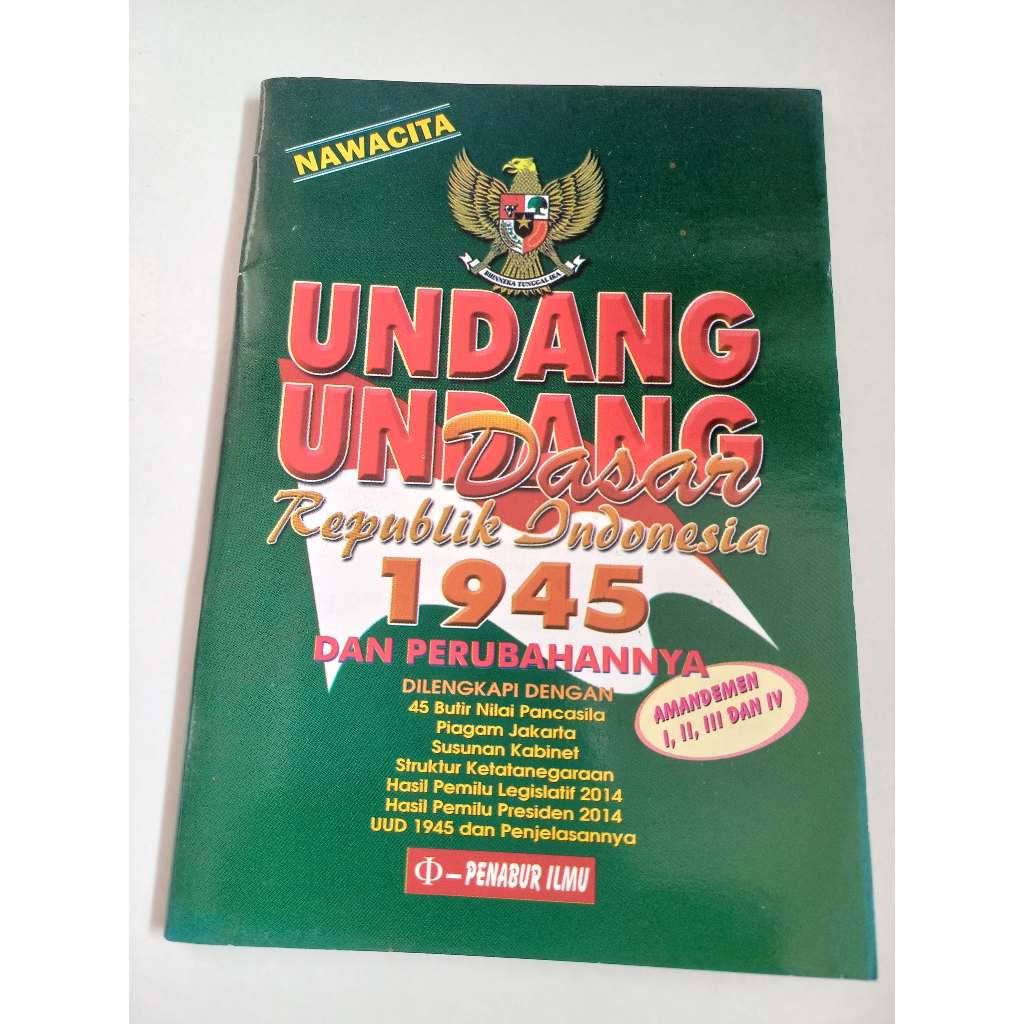 NAWACITA
BHINNEKA TUNGGAL IKA
UNDANG
UNDANG
Dasar
Republik Indonesia
1945
DAN PERUBAHANNYA
AMANDEMEN
I, II, III DAN IV
DILENGKAPI DENGAN
45 Butir Nilai Pancasila
Piagam Jakarta
Susunan Kabinet
Struktur Ketatanegaraan
Hasil Pemilu Legislatif 2014
Hasil Pemilu Presiden 2014
UUD 1945 dan Penjelasannya
Φ – PENABUR ILMU